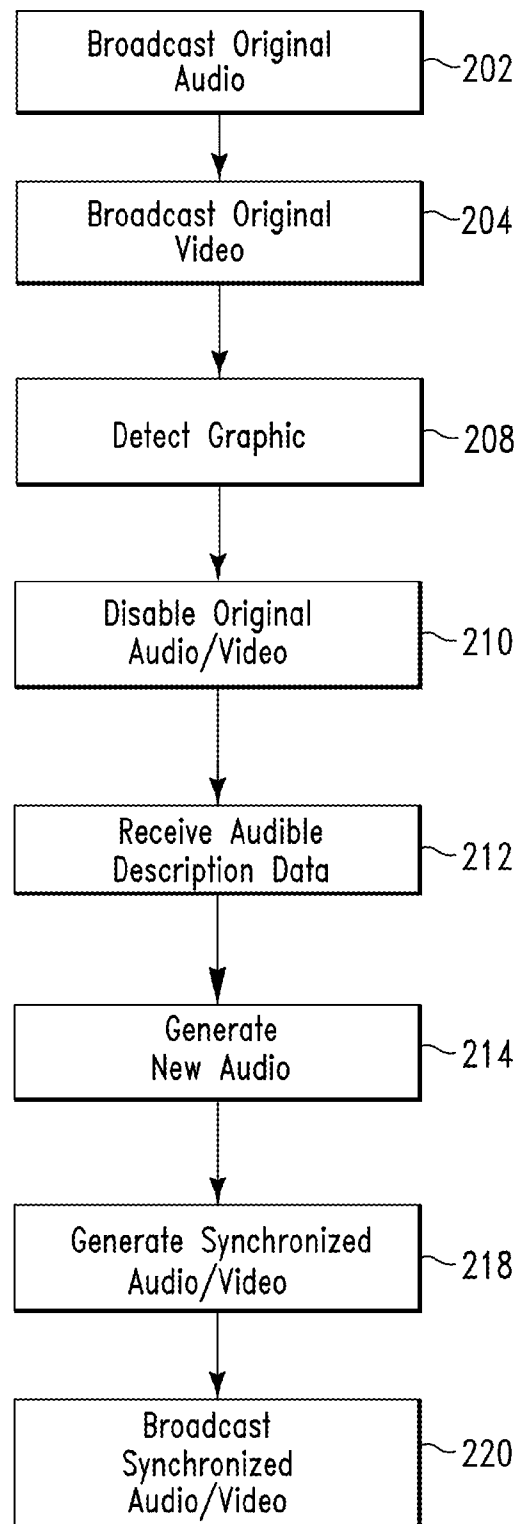 Broadcast Original
Audio
202
Broadcast Original
Video
204
Detect Graphic
208
Disable Original
Audio/Video
210
Receive Audible
Description Data
212
Generate
New Audio
214
Generate Synchronized
Audio/Video
218
Broadcast
Synchronized
Audio/Video
220